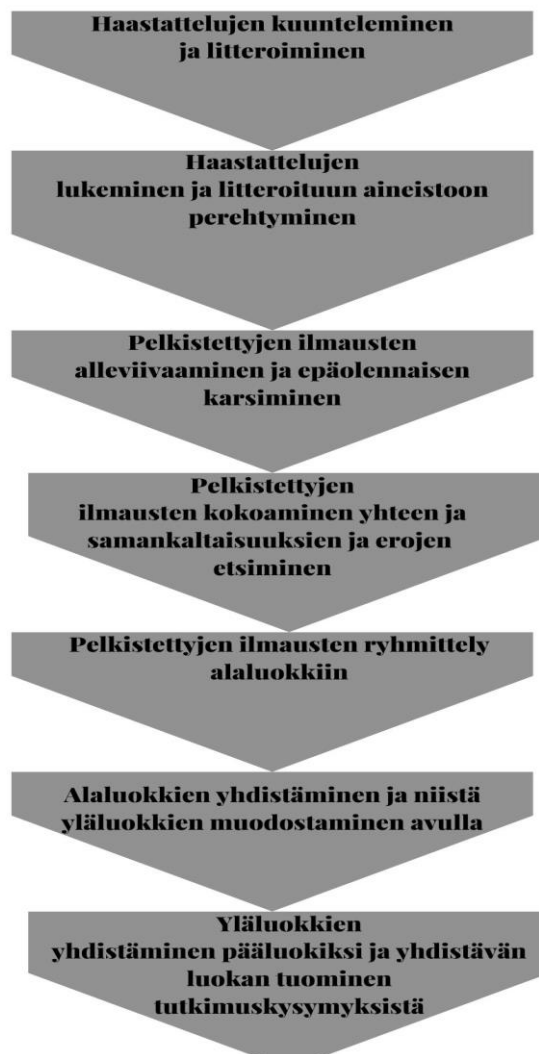 Haastattelujen kuunteleminen
ja litteroiminen
Haastattelujen
lukeminen ja litteroituun aineistoon
perehtyminen
Pelkistettyjen ilmausten
alleviivaaminen ja epäolennaisen
karsiminen
Pelkistettyjen
ilmausten kokoaminen yhteen ja
samankaltaisuuksien ja erojen
etsiminen
Pelkistettyjen ilmausten ryhmittely
alaluokkiin
Alaluokkien yhdistäminen ja niistä
yläluokkien muodostaminen avulla
Yläluokkien
yhdistäminen pääluokiksi ja yhdistävän
luokan tuominen
tutkimuskysymyksistä